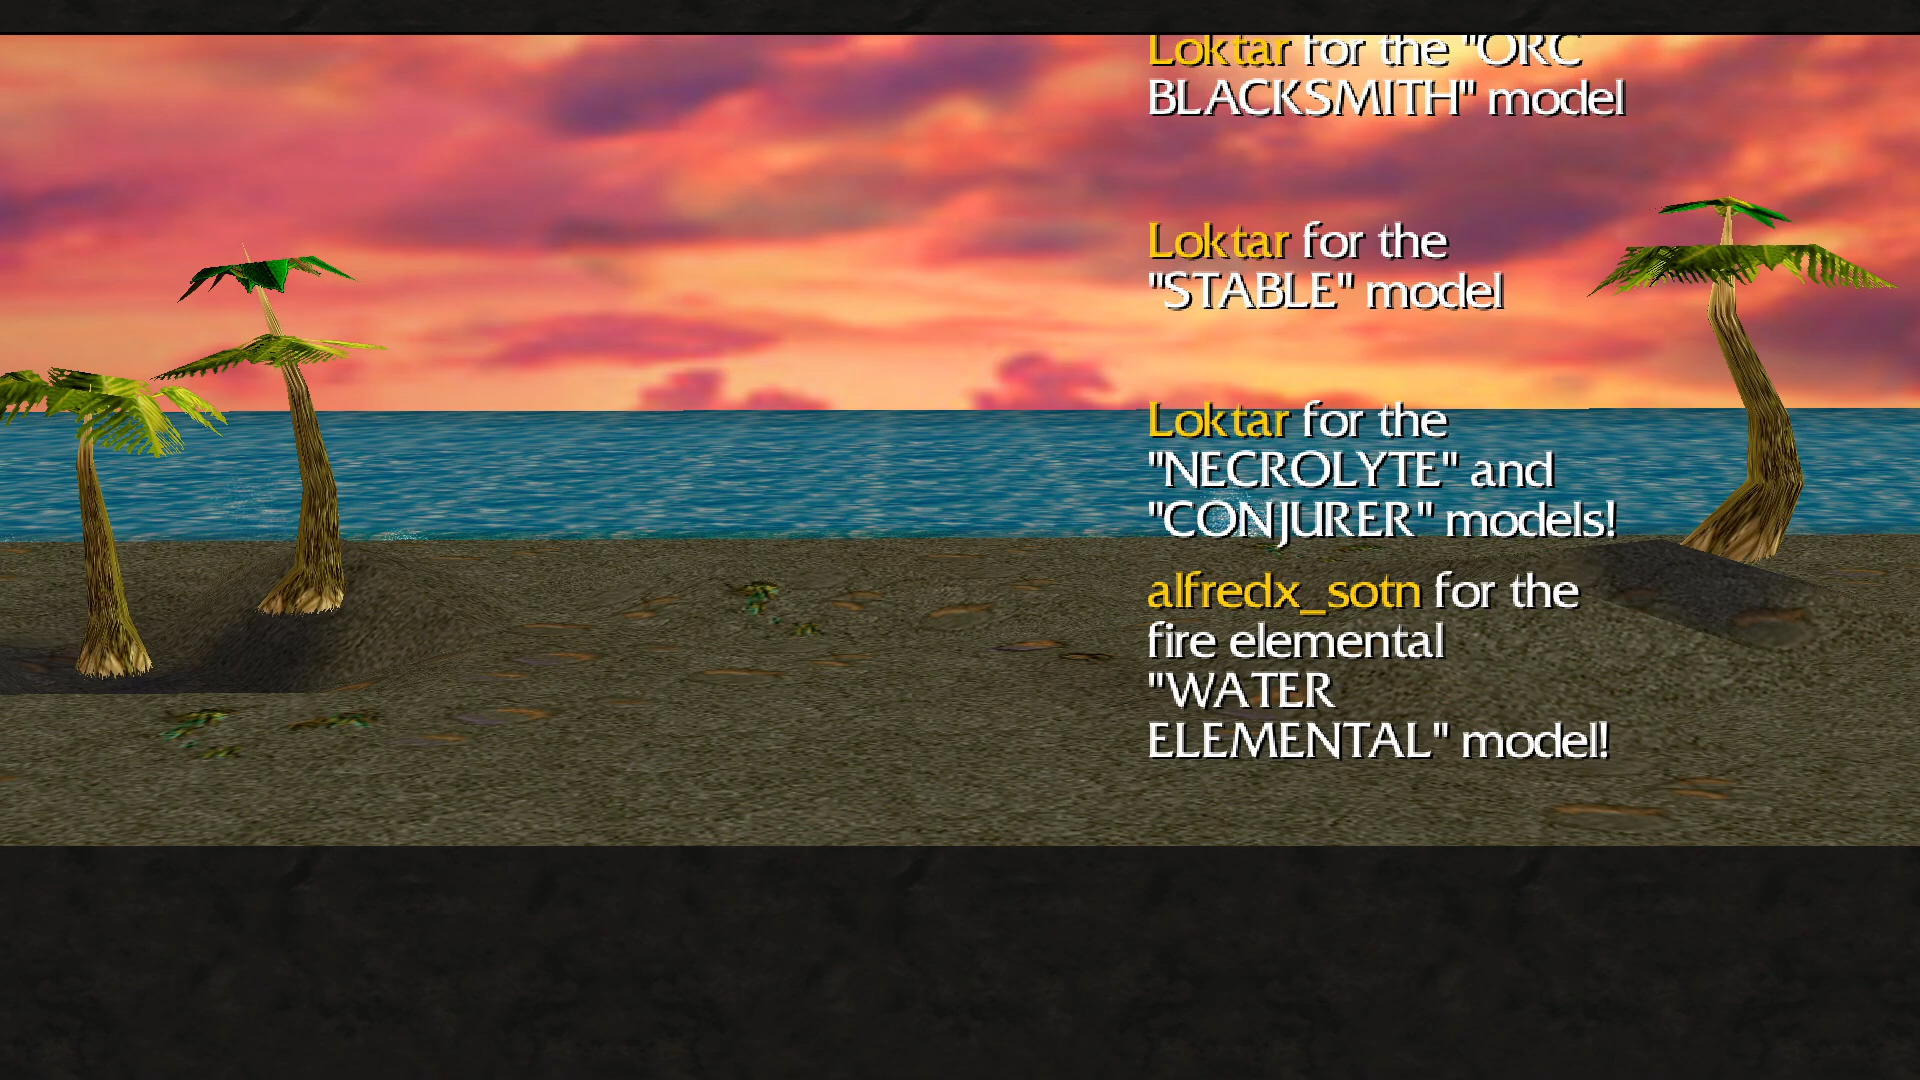 Loktar for the "ORC
BLACKSMITH" model
Loktar for the
"STABLE" model
Loktar for the
"NECROLYTE" and
"CONJURER" models!
alfredx_sotn for the
fire elemental
"WATER
ELEMENTAL" model!